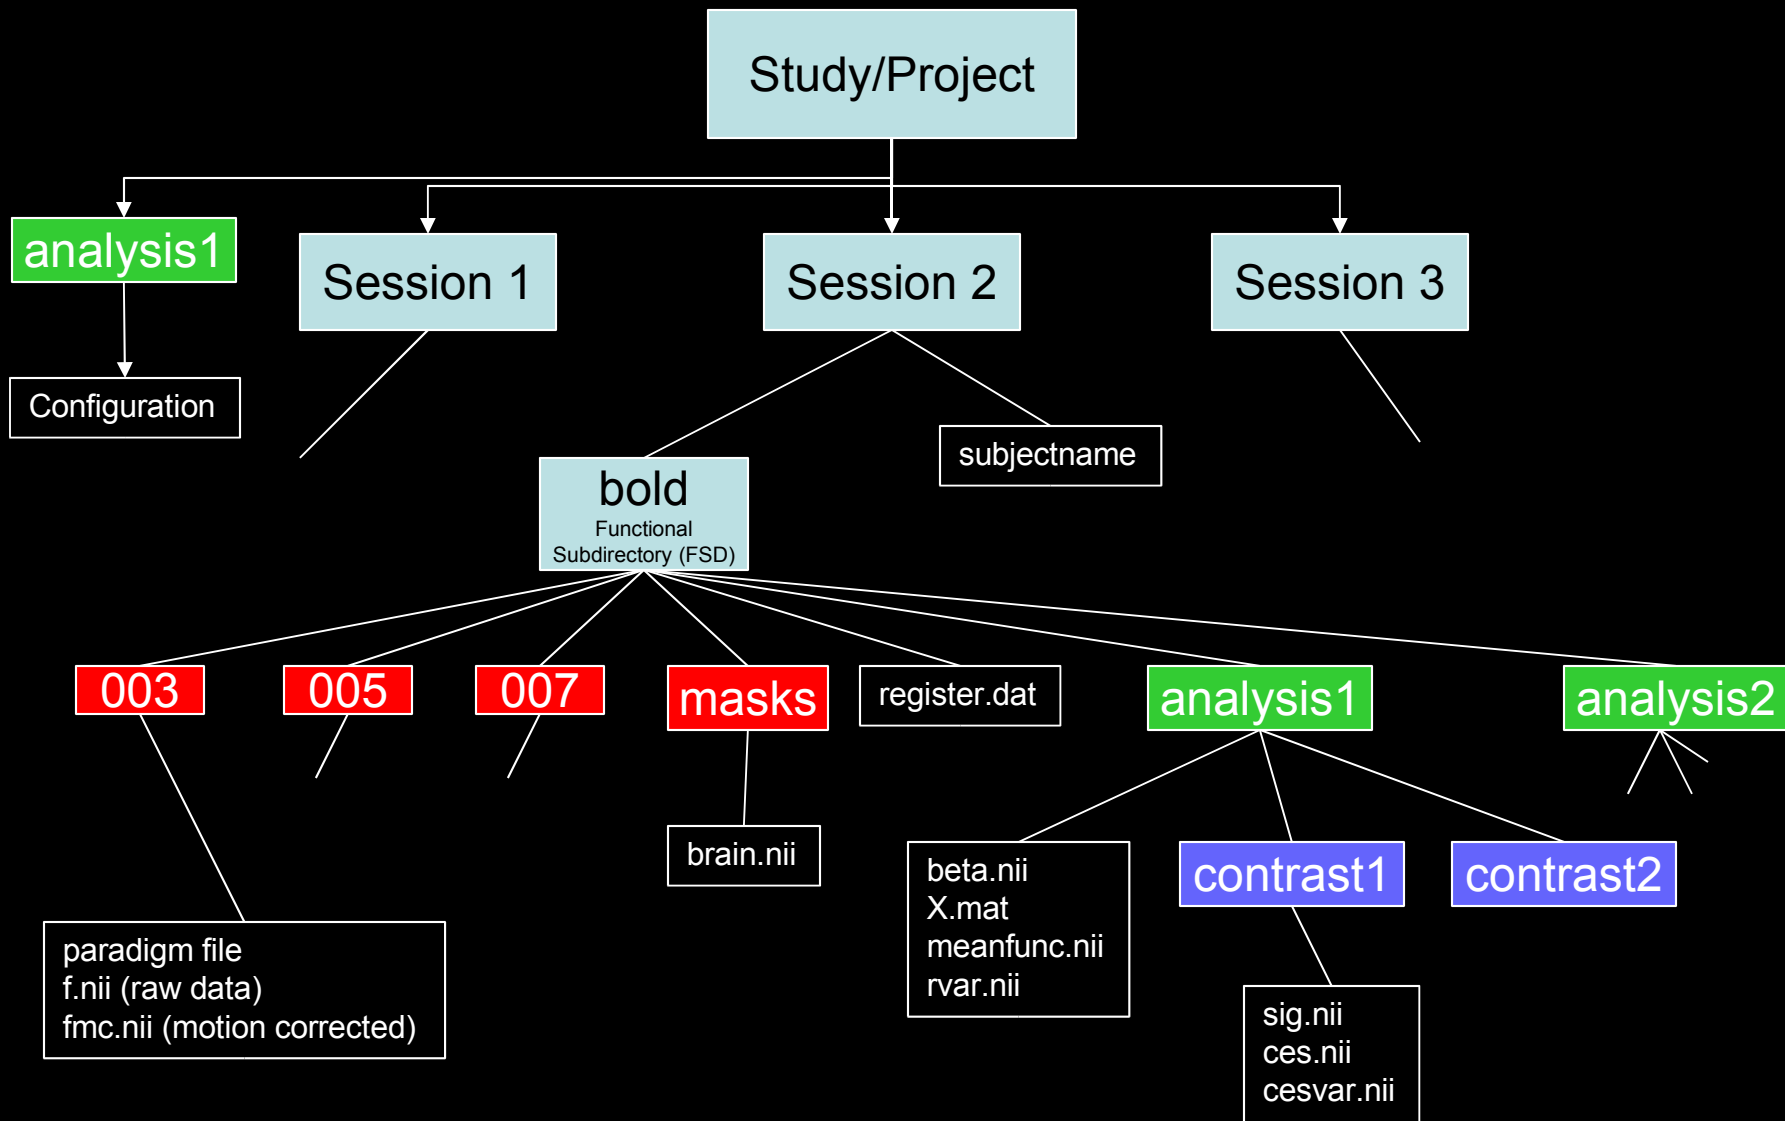 Study/Project
analysis1
Session 1
Session 2
Session 3
Configuration
subjectname
bold
Functional
Subdirectory (FSD)
003
005
007
masks
register.dat
analysis1
analysis2
brain.nii
beta.nii
X.mat
meanfunc.nii
rvar.nii
contrast1
contrast2
paradigm file
f.nii (raw data)
fmc.nii (motion corrected)
sig.nii
ces.nii
cesvar.nii